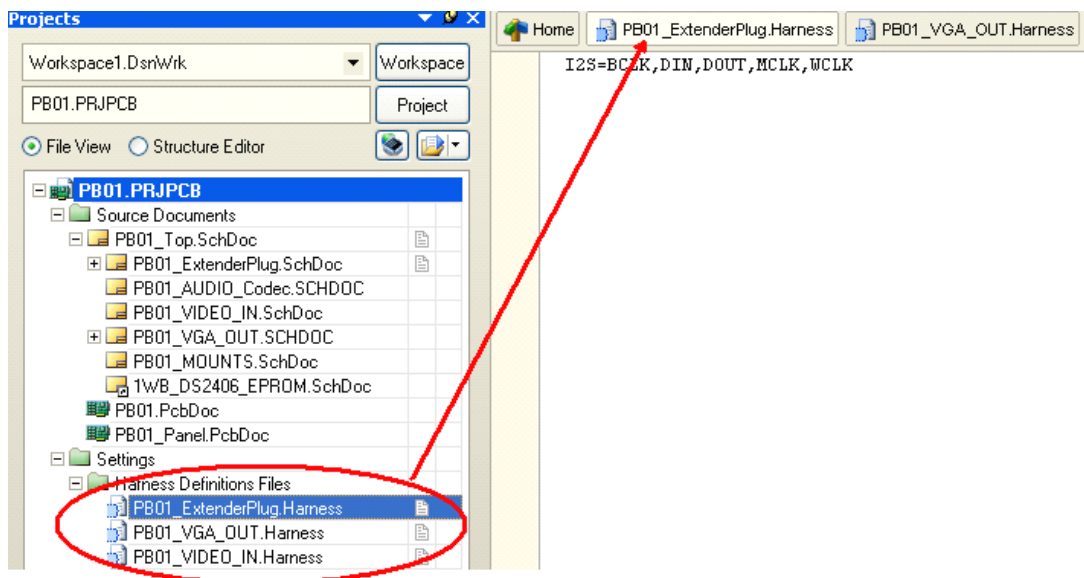 Projects
Workspace1.DsnWrk
Workspace
PB01.PRJPCB
Project
File View
Structure Editor
PB01.PRJPCB
Source Documents
PB01_Top.SchDoc
PB01_ExtenderPlug.SchDoc
PB01_AUDIO_Codec.SCHDOC
PB01_VIDEO_IN.SchDoc
PB01_VGA_OUT.SCHDOC
PB01_MOUNTS.SchDoc
1WB_DS2406_EPROM.SchDoc
PB01.PcbDoc
PB01_Panel.PcbDoc
Settings
Harness Definitions Files
PB01_ExtenderPlug.Harness
PB01_VGA_OUT.Harness
PB01_VIDEO_IN.Harness
Home
PB01_ExtenderPlug.Harness
PB01_VGA_OUT.Harness
I2S=BCLK,DIN,DOUT,MCLK,WCLK